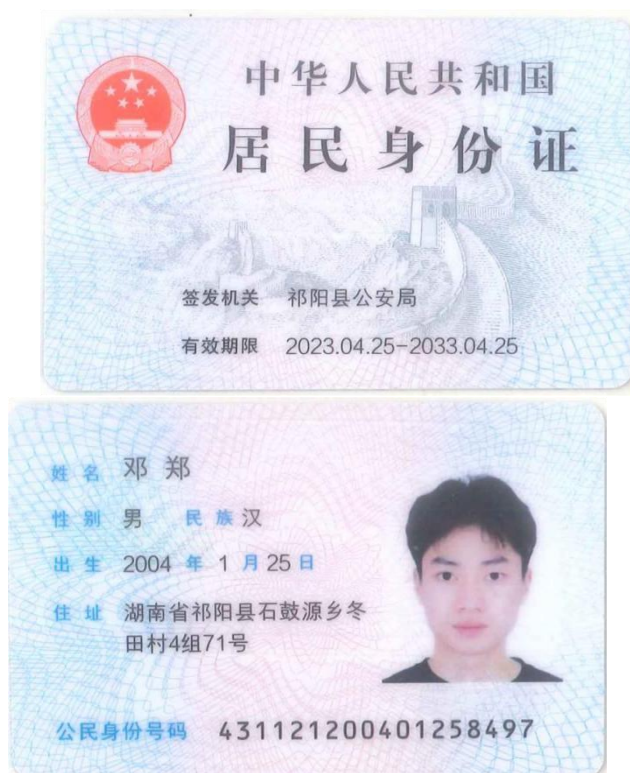 中华人民共和国
居民身份证
签发机关 祁阳县公安局
有效期限 2023.04.25-2033.04.25
姓名 邓郑
性别 男 民族 汉
出生 2004 年 1 月 25 日
住址 湖南省祁阳县石鼓源乡冬
田村4组71号
公民身份号码 431121200401258497